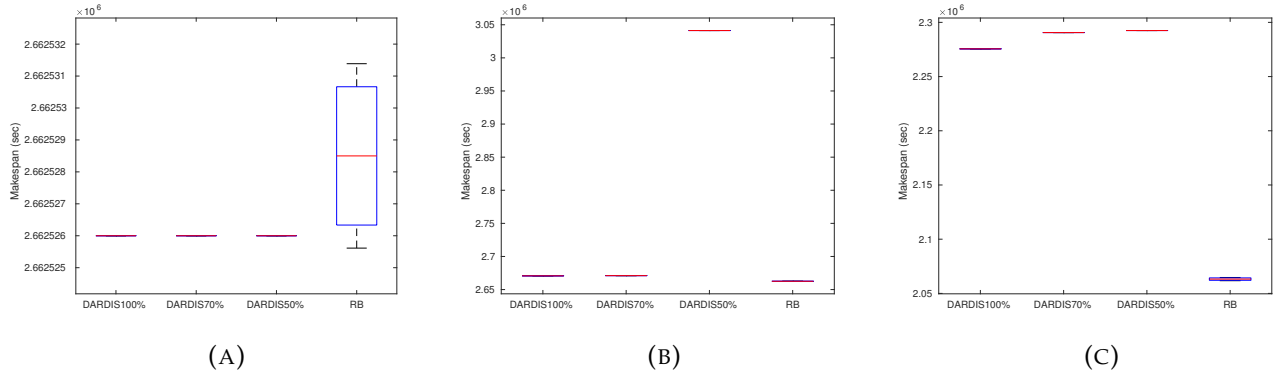 × 10^6
2.662532
2.662531
2.66253
2.662529
2.662528
2.662527
2.662526
2.662525
Makespan (sec)
DARDIS100% DARDIS70% DARDIS50% RB
(A)
× 10^6
3.05
3
2.95
2.9
2.85
2.8
2.75
2.7
2.65
Makespan (sec)
DARDIS100% DARDIS70% DARDIS50% RB
(B)
× 10^6
2.3
2.25
2.2
2.15
2.1
2.05
Makespan (sec)
DARDIS100% DARDIS70% DARDIS50% RB
(C)